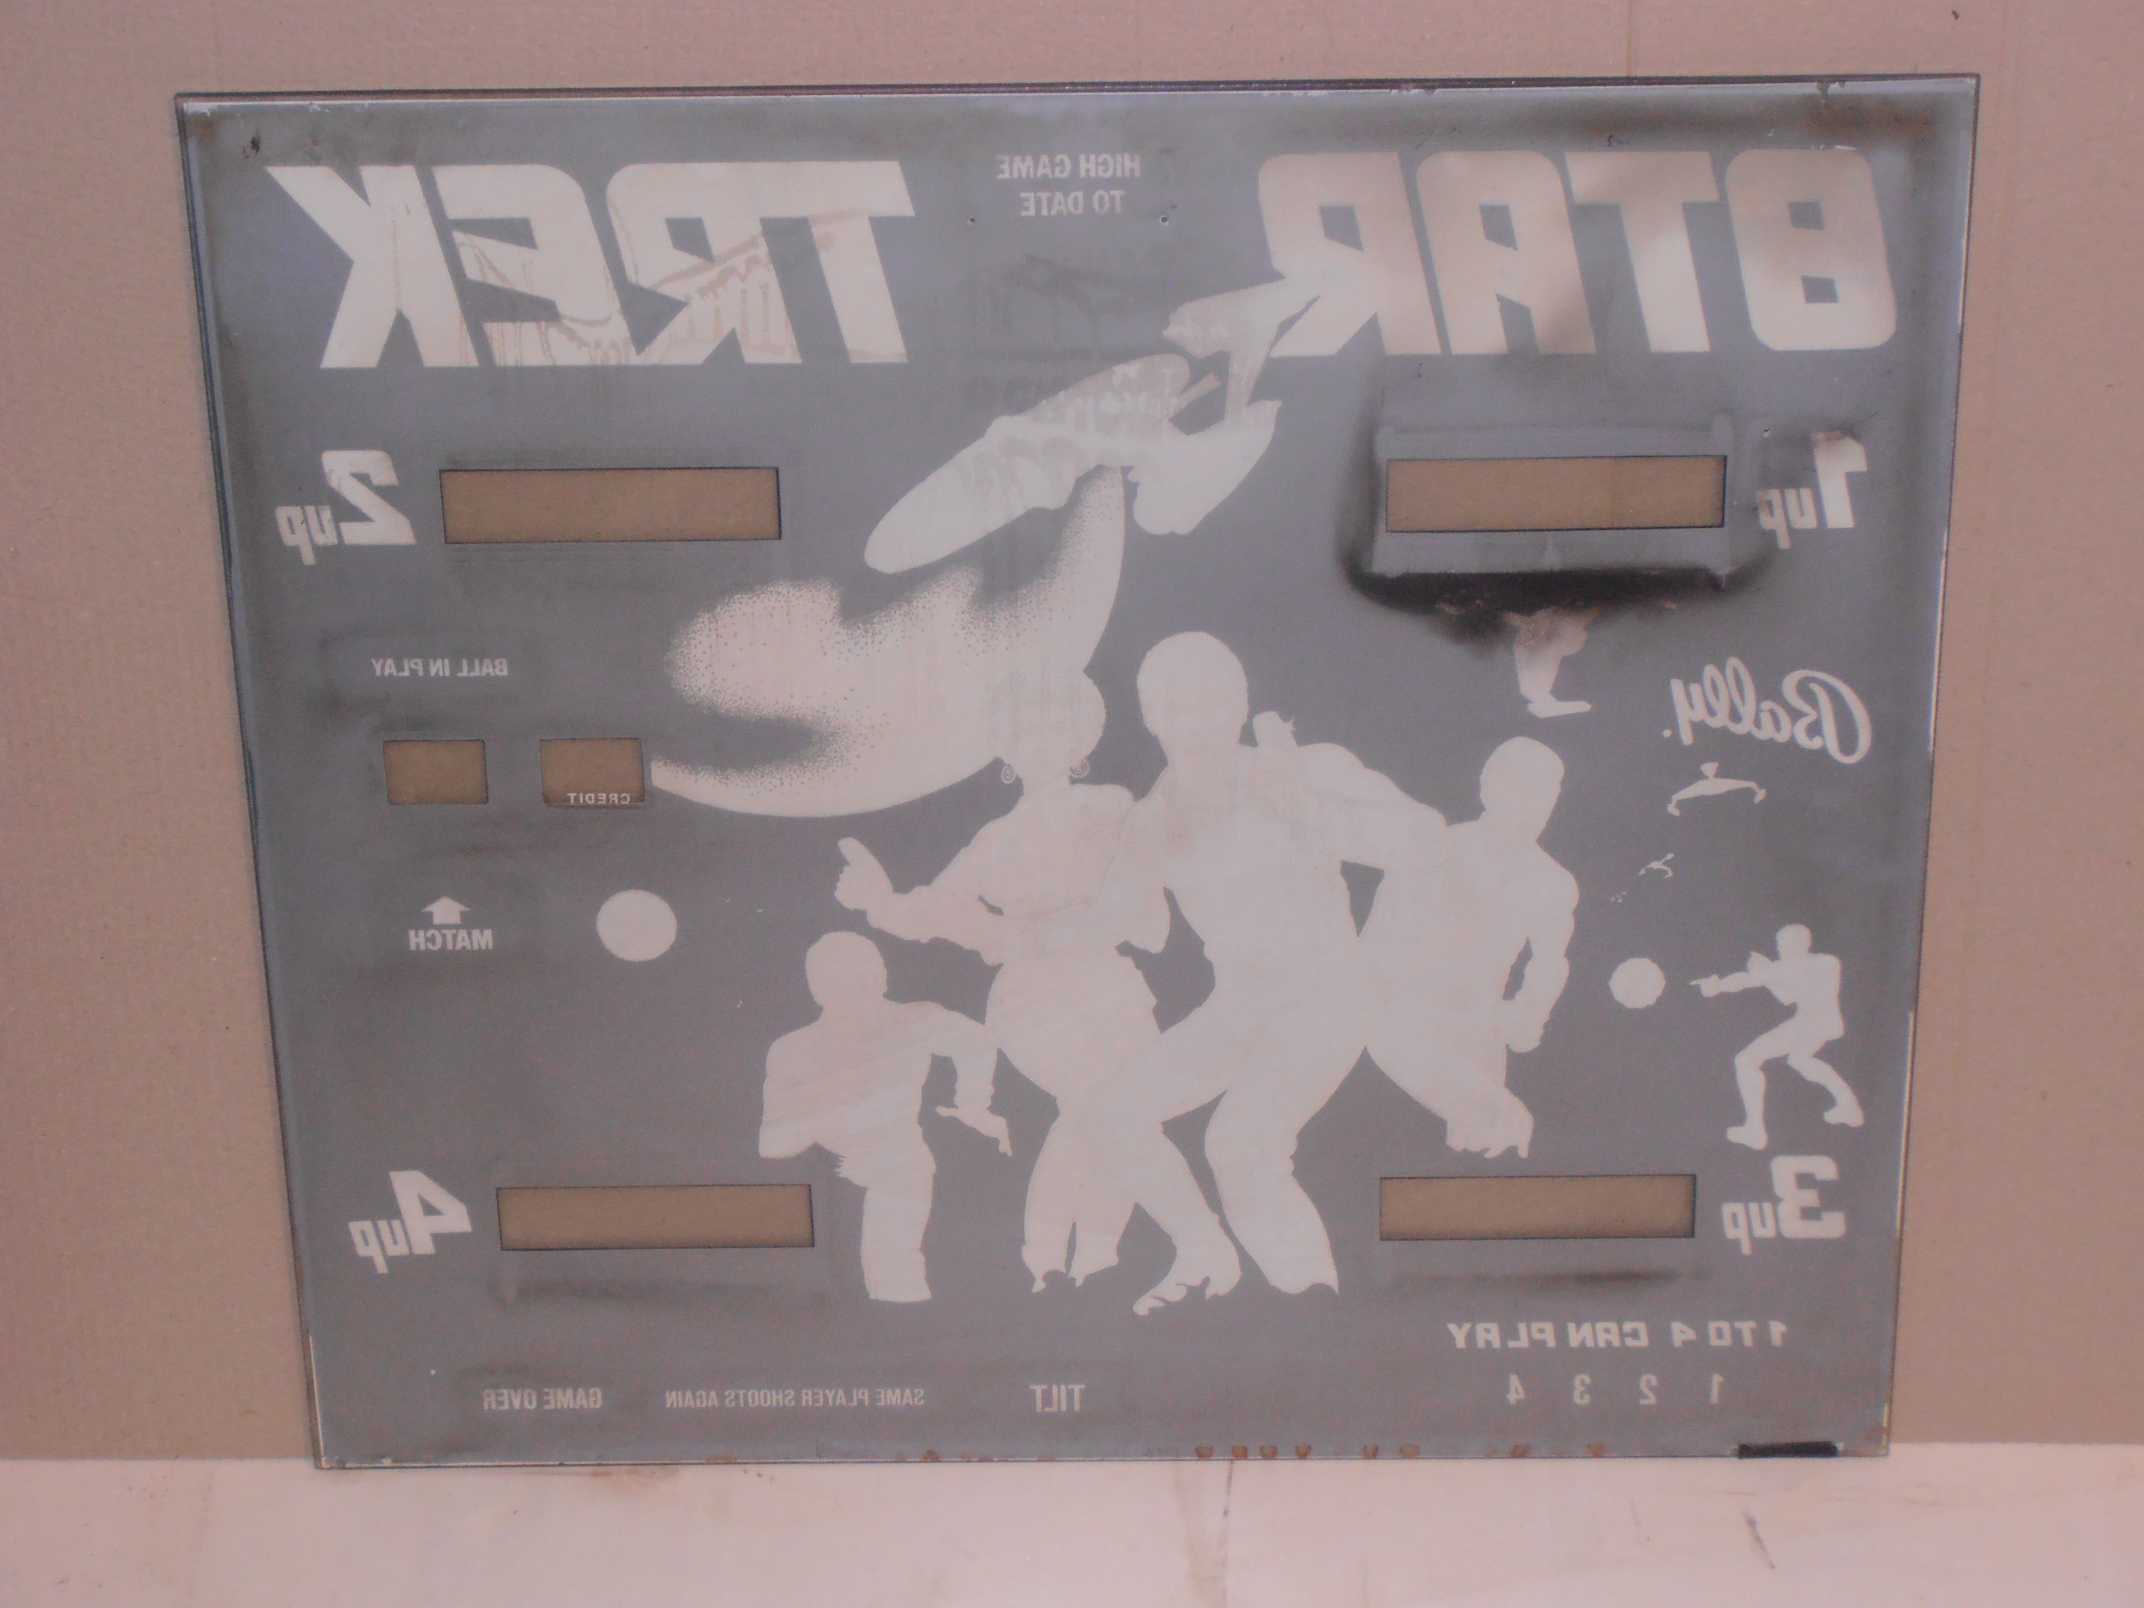 STAR TREK
HIGH GAME
TO DATE
1up
2up
Bally.
BALL IN PLAY
CREDIT
MATCH
3up
4up
1 TO 4 CAN PLAY
1 2 3 4
TILT
SAME PLAYER SHOOTS AGAIN
GAME OVER